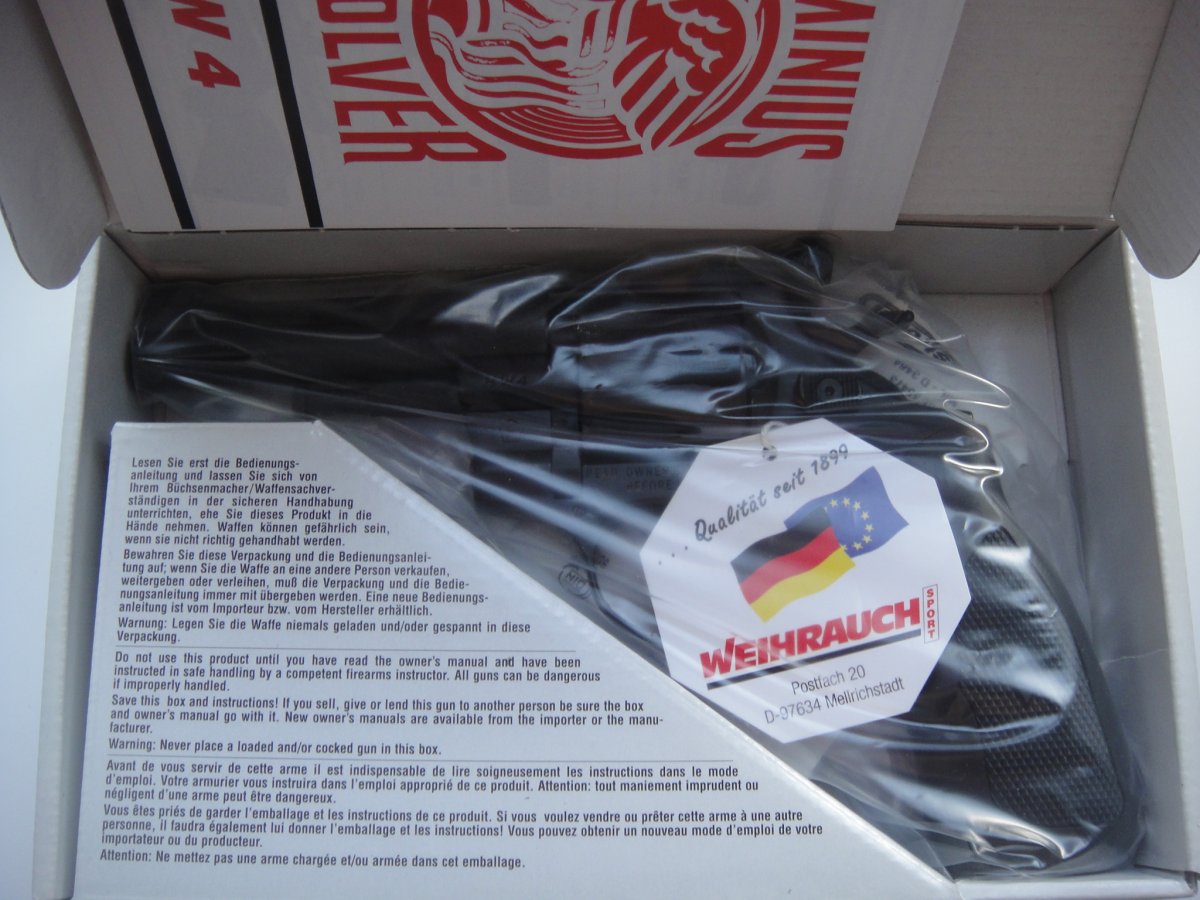 W 4
OLVER
MINIUS
HW4
READ OWNER
BEFORE
... Qualität seit 1899
WEIHRAUCH
SPORT
Postfach 20
D-97634 Mellrichstadt
Lesen Sie erst die Bedienungs-
anleitung und lassen Sie sich von
Ihrem Büchsenmacher/Waffensachver-
ständigen in der sicheren Handhabung
unterrichten, ehe Sie dieses Produkt in die
Hände nehmen. Waffen können gefährlich sein,
wenn sie nicht richtig gehandhabt werden.
Bewahren Sie diese Verpackung und die Bedienungsanlei-
tung auf; wenn Sie die Waffe an eine andere Person verkaufen,
weitergeben oder verleihen, muß die Verpackung und die Bedie-
nungsanleitung immer mit übergeben werden. Eine neue Bedienungs-
anleitung ist vom Importeur bzw. vom Hersteller erhältlich.
Warnung: Legen Sie die Waffe niemals geladen und/oder gespannt in diese
Verpackung.
Do not use this product until you have read the owner's manual and have been
instructed in safe handling by a competent firearms instructor. All guns can be dangerous
if improperly handled.
Save this box and instructions! If you sell, give or lend this gun to another person be sure the box
and owner's manual go with it. New owner's manuals are available from the importer or the manu-
facturer.
Warning: Never place a loaded and/or cocked gun in this box.
Avant de vous servir de cette arme il est indispensable de lire soigneusement les instructions dans le mode
d'emploi. Votre armurier vous instruira dans l'emploi approprié de ce produit. Attention: tout maniement imprudent ou
négligent d'une arme peut être dangereux.
Vous êtes priés de garder l'emballage et les instructions de ce produit. Si vous voulez vendre ou prêter cette arme à une autre
personne, il faudra également lui donner l'emballage et les instructions! Vous pouvez obtenir un nouveau mode d'emploi de votre
importateur ou du producteur.
Attention: Ne mettez pas une arme chargée et/ou armée dans cet emballage.